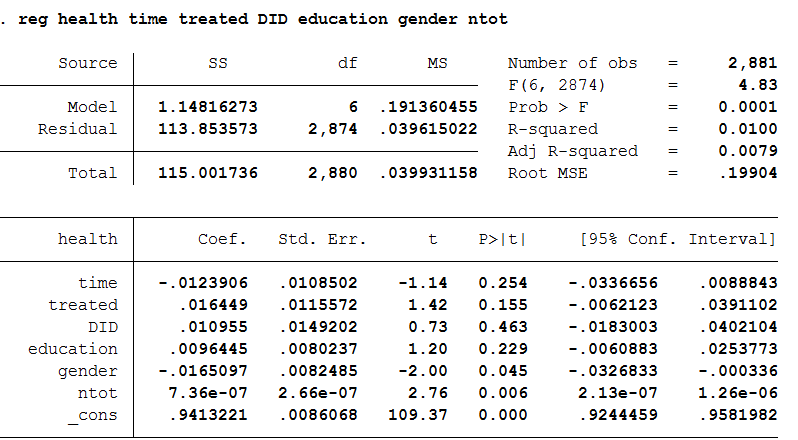 . reg health time treated DID education gender ntot
Source SS df MS Number of obs = 2,881
F(6, 2874) = 4.83
Model 1.14816273 6 .191360455 Prob > F = 0.0001
Residual 113.853573 2,874 .039615022 R-squared = 0.0100
Adj R-squared = 0.0079
Total 115.001736 2,880 .039931158 Root MSE = .19904
health Coef. Std. Err. t P>|t| [95% Conf. Interval]
time -.0123906 .0108502 -1.14 0.254 -.0336656 .0088843
treated .016449 .0115572 1.42 0.155 -.0062123 .0391102
DID .010955 .0149202 0.73 0.463 -.0183003 .0402104
education .0096445 .0080237 1.20 0.229 -.0060883 .0253773
gender -.0165097 .0082485 -2.00 0.045 -.0326833 -.000336
ntot 7.36e-07 2.66e-07 2.76 0.006 2.13e-07 1.26e-06
_cons .9413221 .0086068 109.37 0.000 .9244459 .9581982